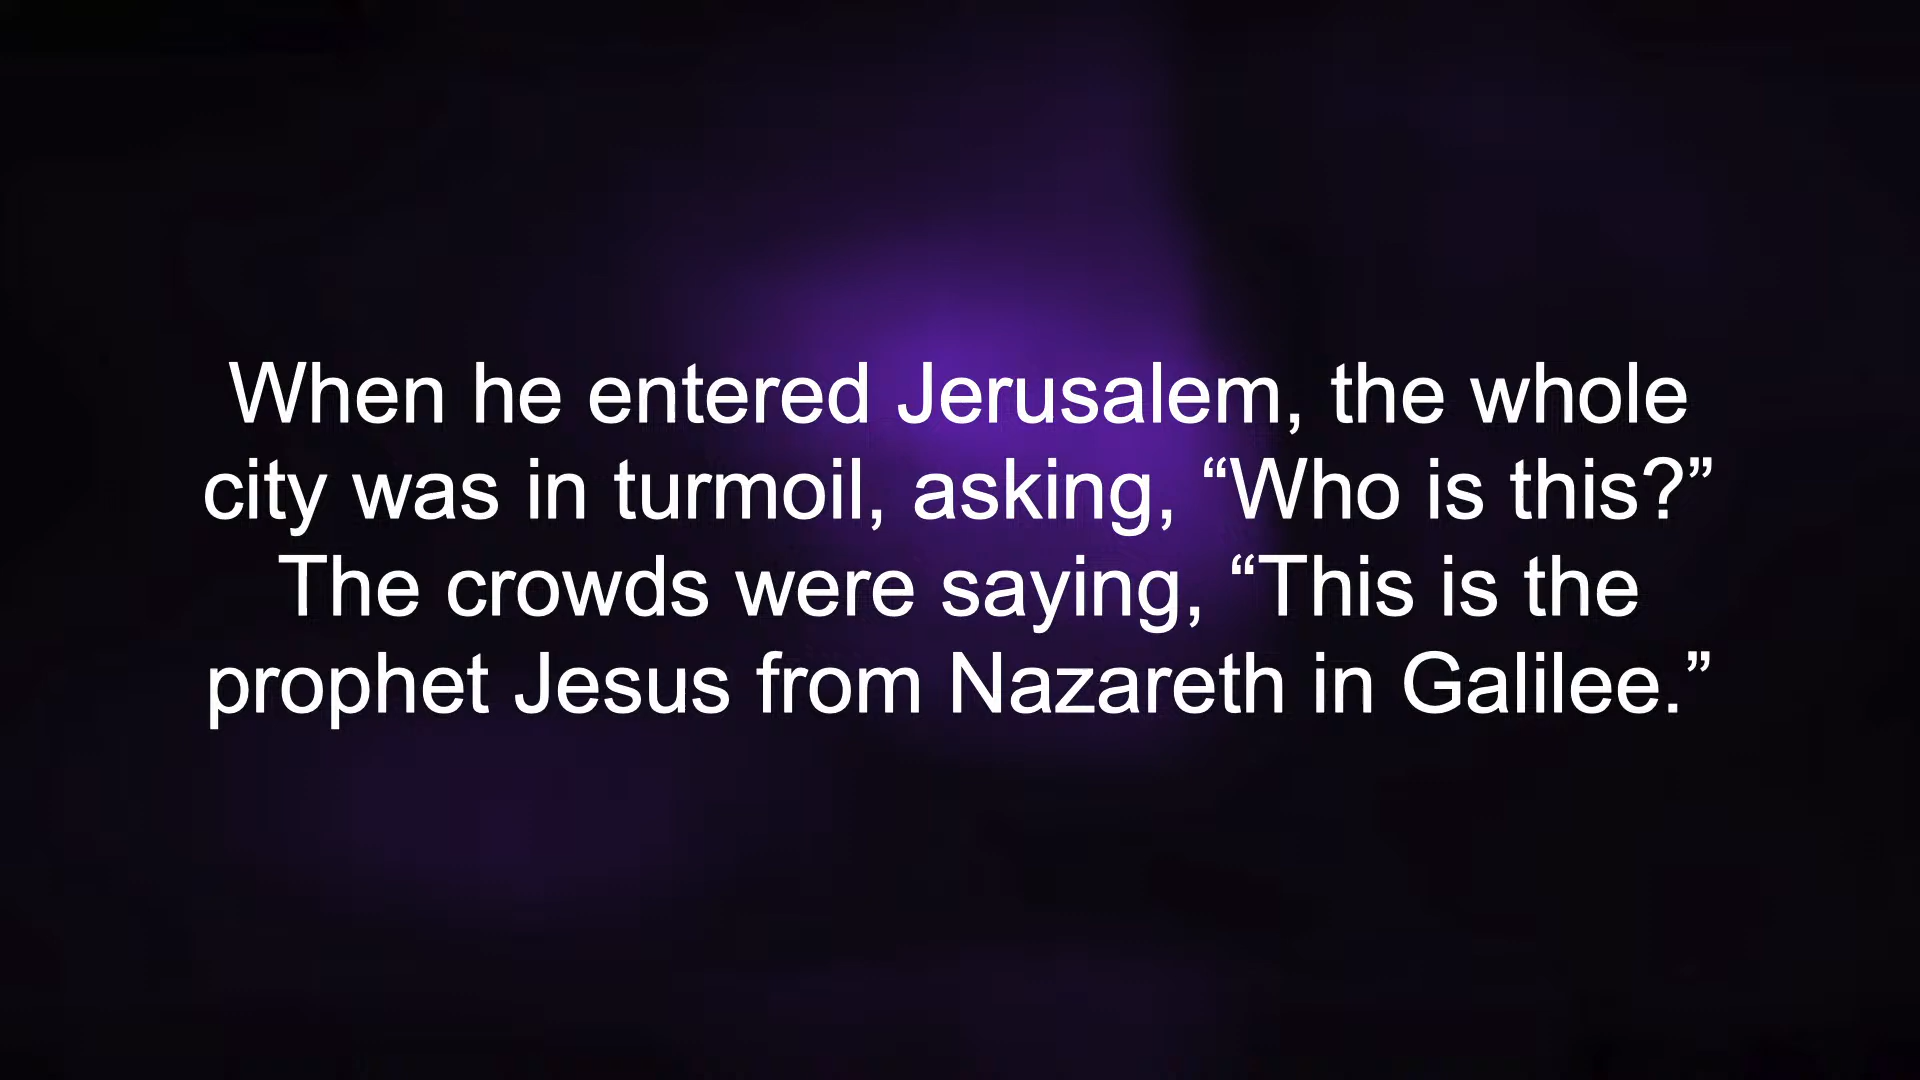 When he entered Jerusalem, the whole
city was in turmoil, asking, “Who is this?”
The crowds were saying, “This is the
prophet Jesus from Nazareth in Galilee.”